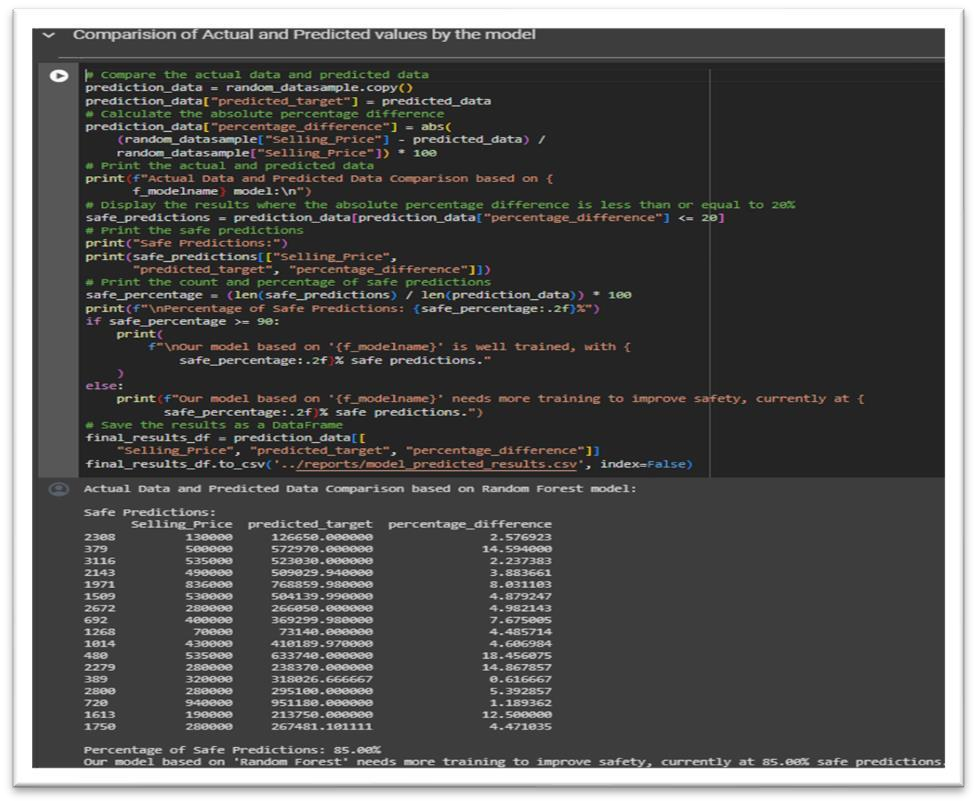 Comparision of Actual and Predicted values by the model
# Compare the actual data and predicted data
prediction_data = random_datasample.copy()
prediction_data["predicted_target"] = predicted_data
# Calculate the absolute percentage difference
prediction_data["percentage_difference"] = abs(
    (random_datasample["Selling_Price"] - predicted_data) /
    random_datasample["Selling_Price"]) * 100
# Print the actual and predicted data
print(f"Actual Data and Predicted Data Comparison based on {
      f_modelname} model:\n")
# Display the results where the absolute percentage difference is less than or equal to 20%
safe_predictions = prediction_data[prediction_data["percentage_difference"] <= 20]
# Print the safe predictions
print("Safe Predictions:")
print(safe_predictions[["Selling_Price",
      "predicted_target", "percentage_difference"]])
# Print the count and percentage of safe predictions
safe_percentage = (len(safe_predictions) / len(prediction_data)) * 100
print(f"\nPercentage of Safe Predictions: {safe_percentage:.2f}%")
if safe_percentage >= 90:
    print(
        f"\nOur model based on '{f_modelname}' is well trained, with {
            safe_percentage:.2f}% safe predictions."
    )
else:
    print(f"Our model based on '{f_modelname}' needs more training to improve safety, currently at {
          safe_percentage:.2f}% safe predictions.")
# Save the results as a DataFrame
final_results_df = prediction_data[[
    "Selling_Price", "predicted_target", "percentage_difference"]]
final_results_df.to_csv('../reports/model_predicted_results.csv', index=False)
Actual Data and Predicted Data Comparison based on Random Forest model:
Safe Predictions:
Selling_Price predicted_target percentage_difference
2308 130000 126650.000000 2.576923
379 500000 572970.000000 14.594000
3116 535000 523030.000000 2.237383
2143 490000 509029.940000 3.883661
1971 836000 768859.980000 8.031103
1509 530000 504139.990000 4.879247
2672 280000 266050.000000 4.982143
692 400000 369299.980000 7.675005
1268 70000 73140.000000 4.485714
1014 430000 410189.970000 4.606984
480 535000 633740.000000 18.456075
2279 280000 238370.000000 14.867857
389 320000 318026.666667 0.616667
2800 280000 295100.000000 5.392857
720 940000 951180.000000 1.189362
1613 190000 213750.000000 12.500000
1750 280000 267481.101111 4.471035
Percentage of Safe Predictions: 85.00%
Our model based on 'Random Forest' needs more training to improve safety, currently at 85.00% safe predictions.